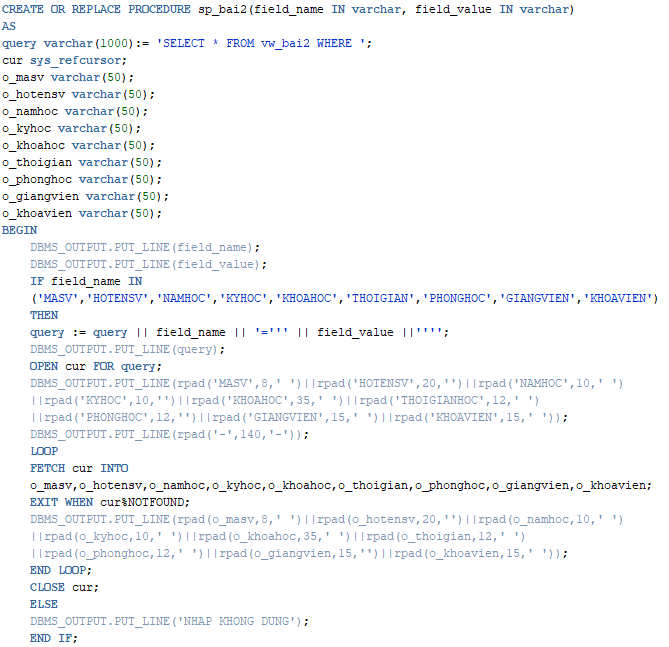 CREATE OR REPLACE PROCEDURE sp_bai2(field_name IN varchar, field_value IN varchar)
AS
query varchar(1000):= 'SELECT * FROM vw_bai2 WHERE ';
cur sys_refcursor;
o_masv varchar(50);
o_hotensv varchar(50);
o_namhoc varchar(50);
o_kyhoc varchar(50);
o_khoahoc varchar(50);
o_thoigian varchar(50);
o_phonghoc varchar(50);
o_giangvien varchar(50);
o_khoavien varchar(50);
BEGIN
DBMS_OUTPUT.PUT_LINE(field_name);
DBMS_OUTPUT.PUT_LINE(field_value);
IF field_name IN
('MASV','HOTENSV','NAMHOC','KYHOC','KHOAHOC','THOIGIAN','PHONGHOC','GIANGVIEN','KHOAVIEN')
THEN
query := query || field_name || '=''' || field_value ||'''';
DBMS_OUTPUT.PUT_LINE(query);
OPEN cur FOR query;
DBMS_OUTPUT.PUT_LINE(rpad('MASV',8,' ')||rpad('HOTENSV',20,'')||rpad('NAMHOC',10,' ')
||rpad('KYHOC',10,'')||rpad('KHOAHOC',35,' ')||rpad('THOIGIANHOC',12,' ')
||rpad('PHONGHOC',12,'')||rpad('GIANGVIEN',15,' ')||rpad('KHOAVIEN',15,' '));
DBMS_OUTPUT.PUT_LINE(rpad('-',140,'-'));
LOOP
FETCH cur INTO
o_masv,o_hotensv,o_namhoc,o_kyhoc,o_khoahoc,o_thoigian,o_phonghoc,o_giangvien,o_khoavien;
EXIT WHEN cur%NOTFOUND;
DBMS_OUTPUT.PUT_LINE(rpad(o_masv,8,' ')||rpad(o_hotensv,20,'')||rpad(o_namhoc,10,' ')
||rpad(o_kyhoc,10,' ')||rpad(o_khoahoc,35,' ')||rpad(o_thoigian,12,' ')
||rpad(o_phonghoc,12,' ')||rpad(o_giangvien,15,'')||rpad(o_khoavien,15,' '));
END LOOP;
CLOSE cur;
ELSE
DBMS_OUTPUT.PUT_LINE('NHAP KHONG DUNG');
END IF;